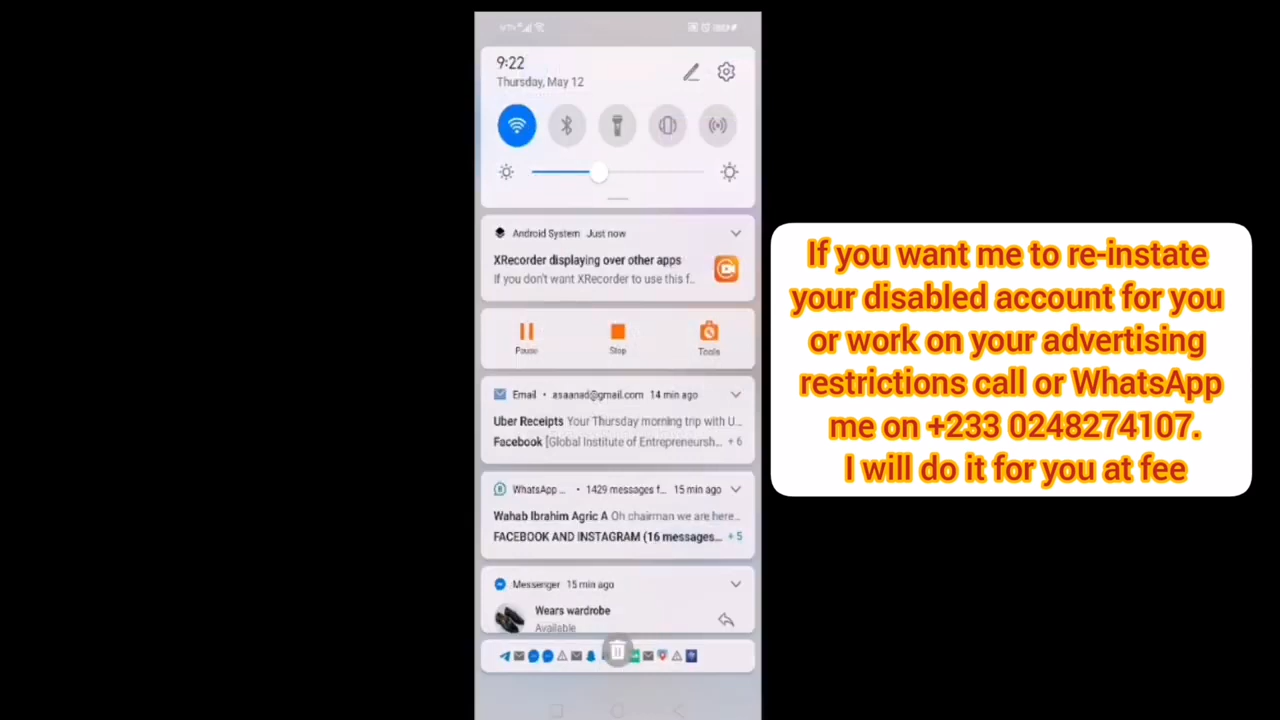 9:22
Thursday, May 12
Android System Just now
XRecorder displaying over other apps
If you don't want XRecorder to use this f..
Pause Stop Tools
Email • asaanad@gmail.com 14 min ago
Uber Receipts Your Thursday morning trip with U...
Facebook [Global Institute of Entrepreneursh... + 6
WhatsApp ... • 1429 messages f... 15 min ago
Wahab Ibrahim Agric A Oh chairman we are here...
FACEBOOK AND INSTAGRAM (16 messages... + 5
Messenger 15 min ago
Wears wardrobe
Available
If you want me to re-instate
your disabled account for you
or work on your advertising
restrictions call or WhatsApp
me on +233 0248274107.
I will do it for you at fee